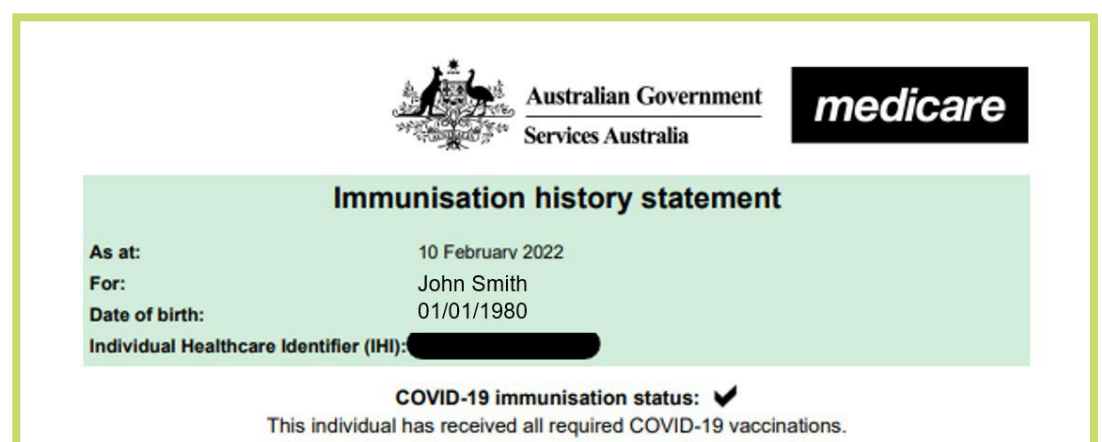 Australian Government
Services Australia
medicare
Immunisation history statement
As at: 10 February 2022
For: John Smith
Date of birth: 01/01/1980
Individual Healthcare Identifier (IHI):
COVID-19 immunisation status: ✔
This individual has received all required COVID-19 vaccinations.